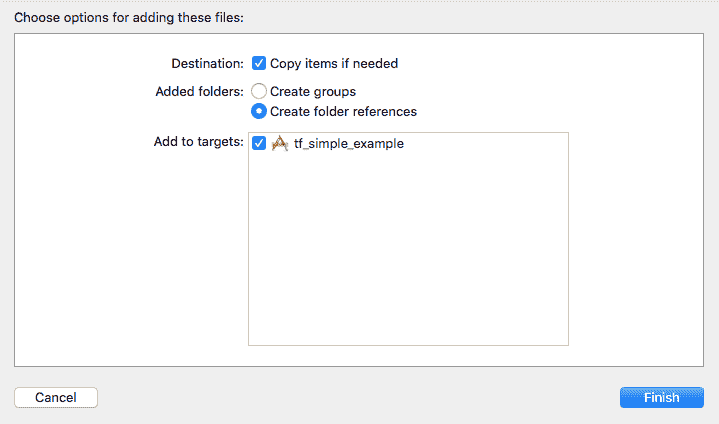 Choose options for adding these files:
Destination: Copy items if needed
Added folders: Create groups
Create folder references
Add to targets: tf_simple_example
Cancel Finish